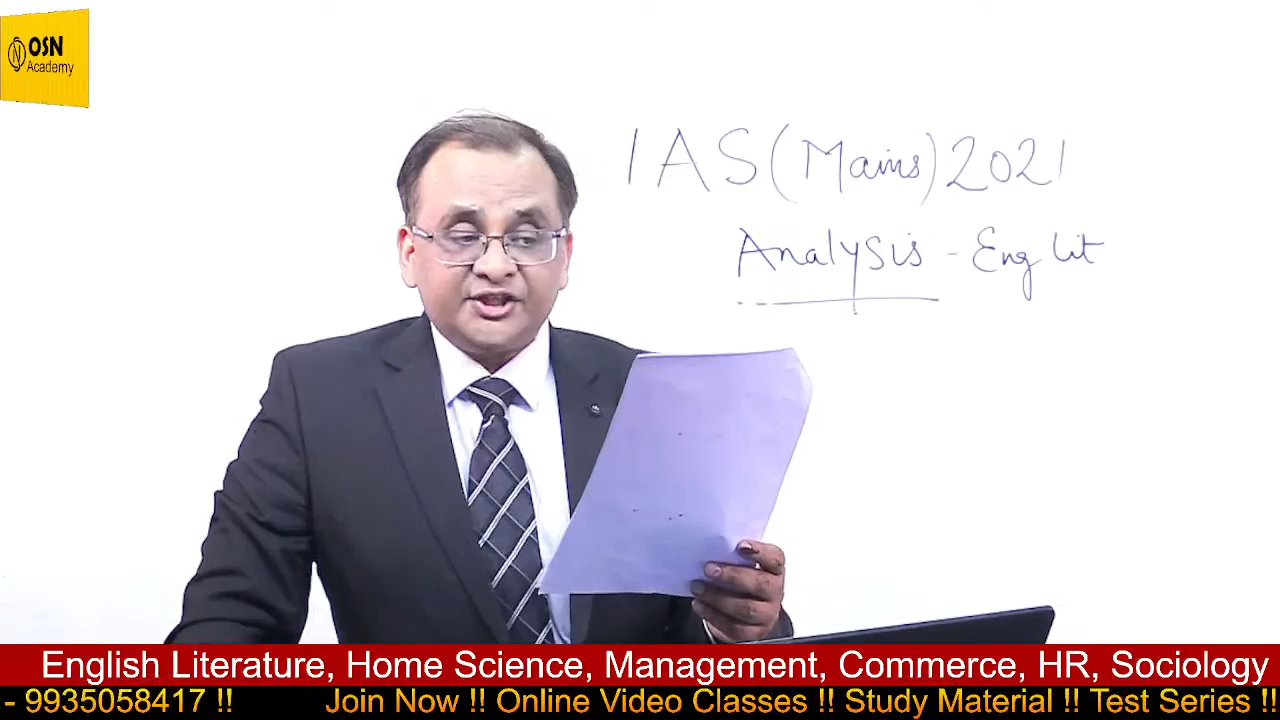 OSN
Academy
IAS (Mains) 2021
Analysis - Eng Lit
English Literature, Home Science, Management, Commerce, HR, Sociology
- 9935058417 !! Join Now !! Online Video Classes !! Study Material !! Test Series !!